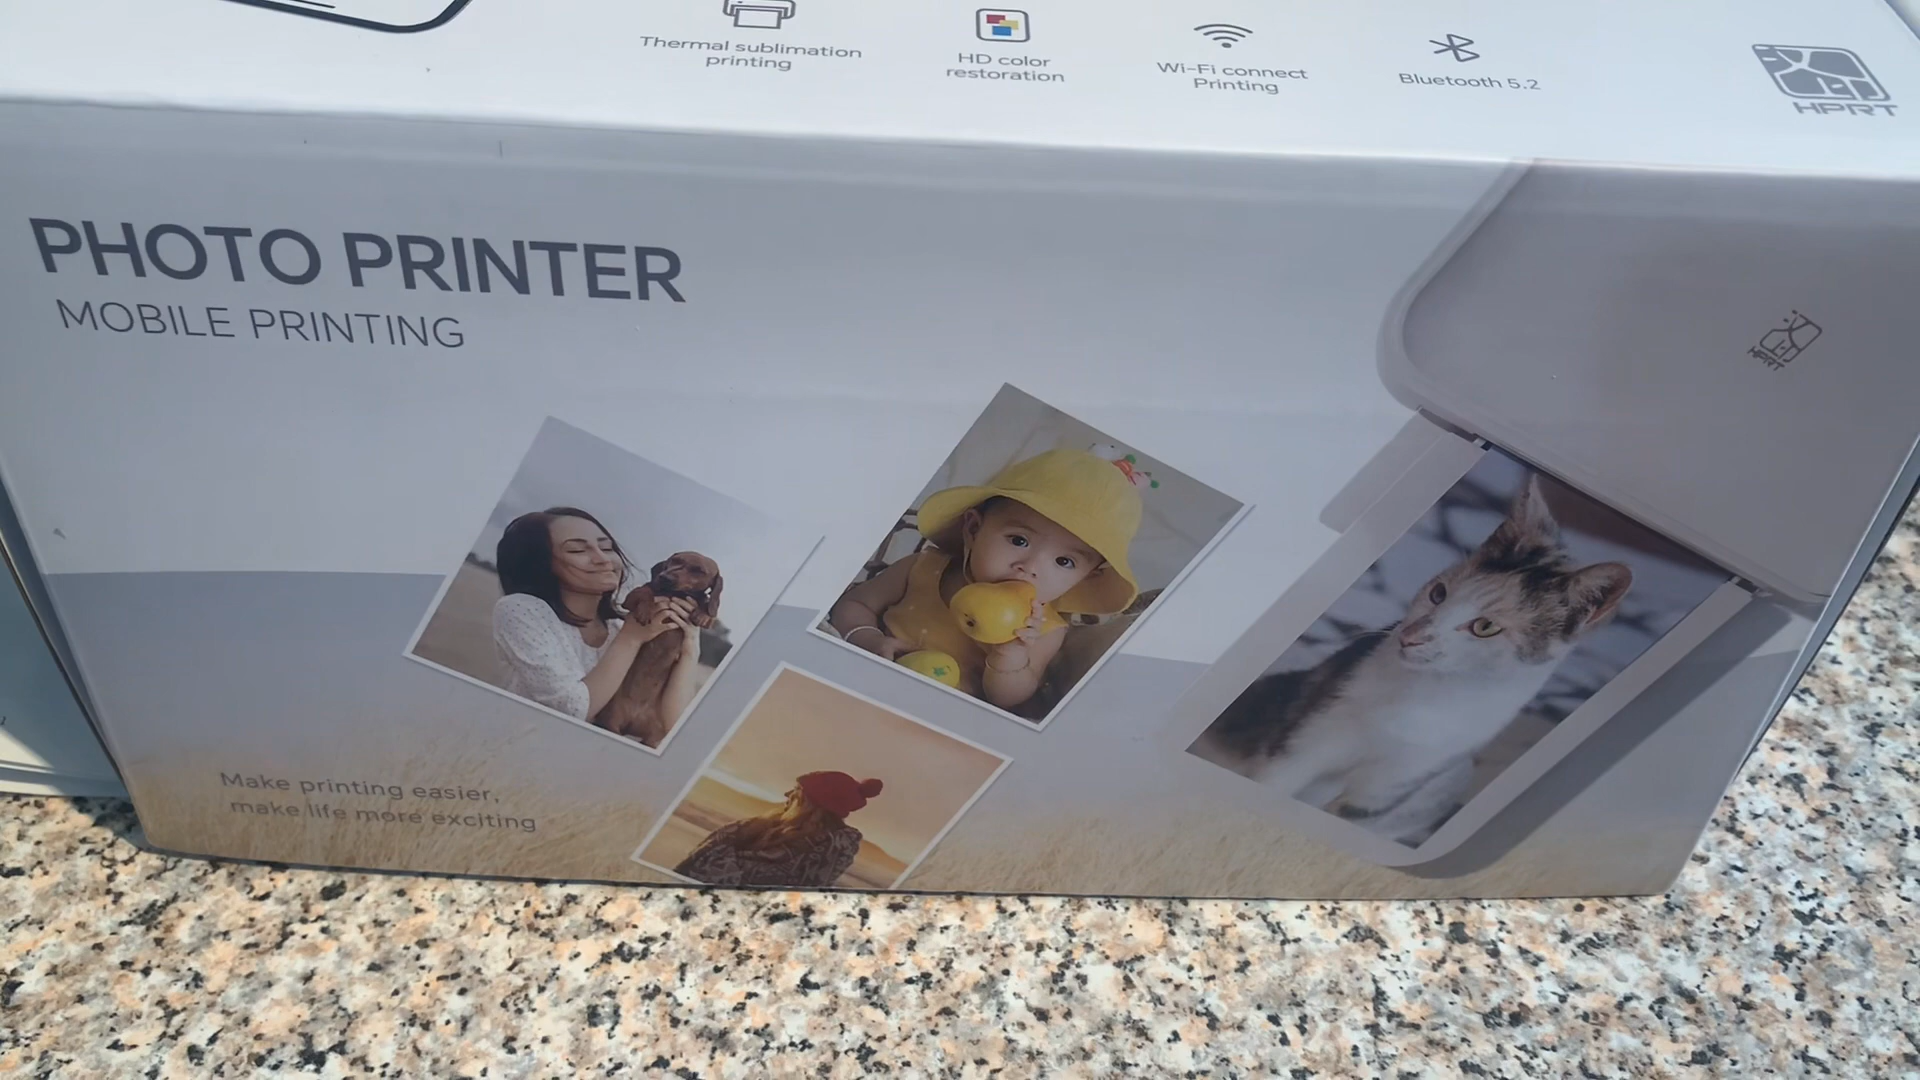 Thermal sublimation
printing
HD color
restoration
Wi-Fi connect
Printing
Bluetooth 5.2
HPRT
PHOTO PRINTER
MOBILE PRINTING
HPRT
Make printing easier,
make life more exciting